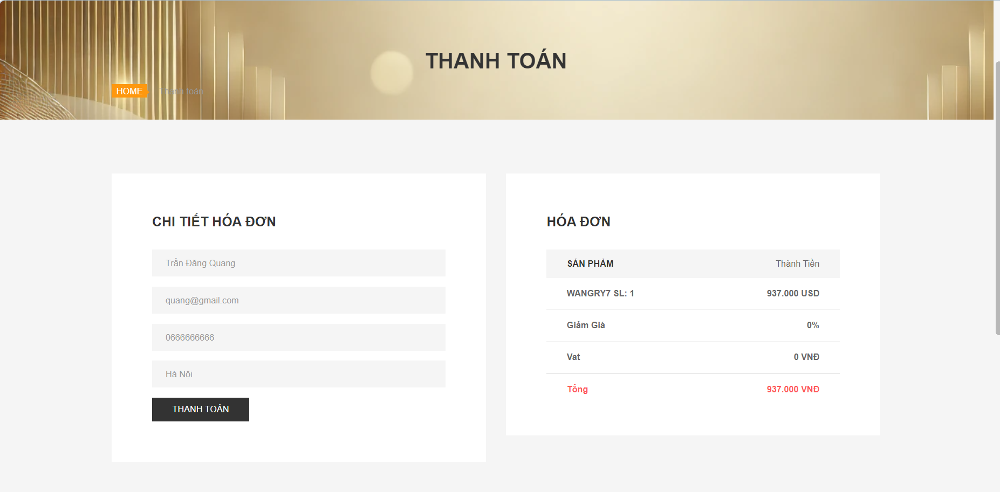 THANH TOÁN
HOME
Thanh toán
CHI TIẾT HÓA ĐƠN
Trần Đăng Quang
quang@gmail.com
0666666666
Hà Nội
THANH TOÁN
HÓA ĐƠN
SẢN PHẨM Thành Tiền
WANGRY7 SL: 1 937.000 USD
Giảm Giá 0%
Vat 0 VNĐ
Tổng 937.000 VNĐ